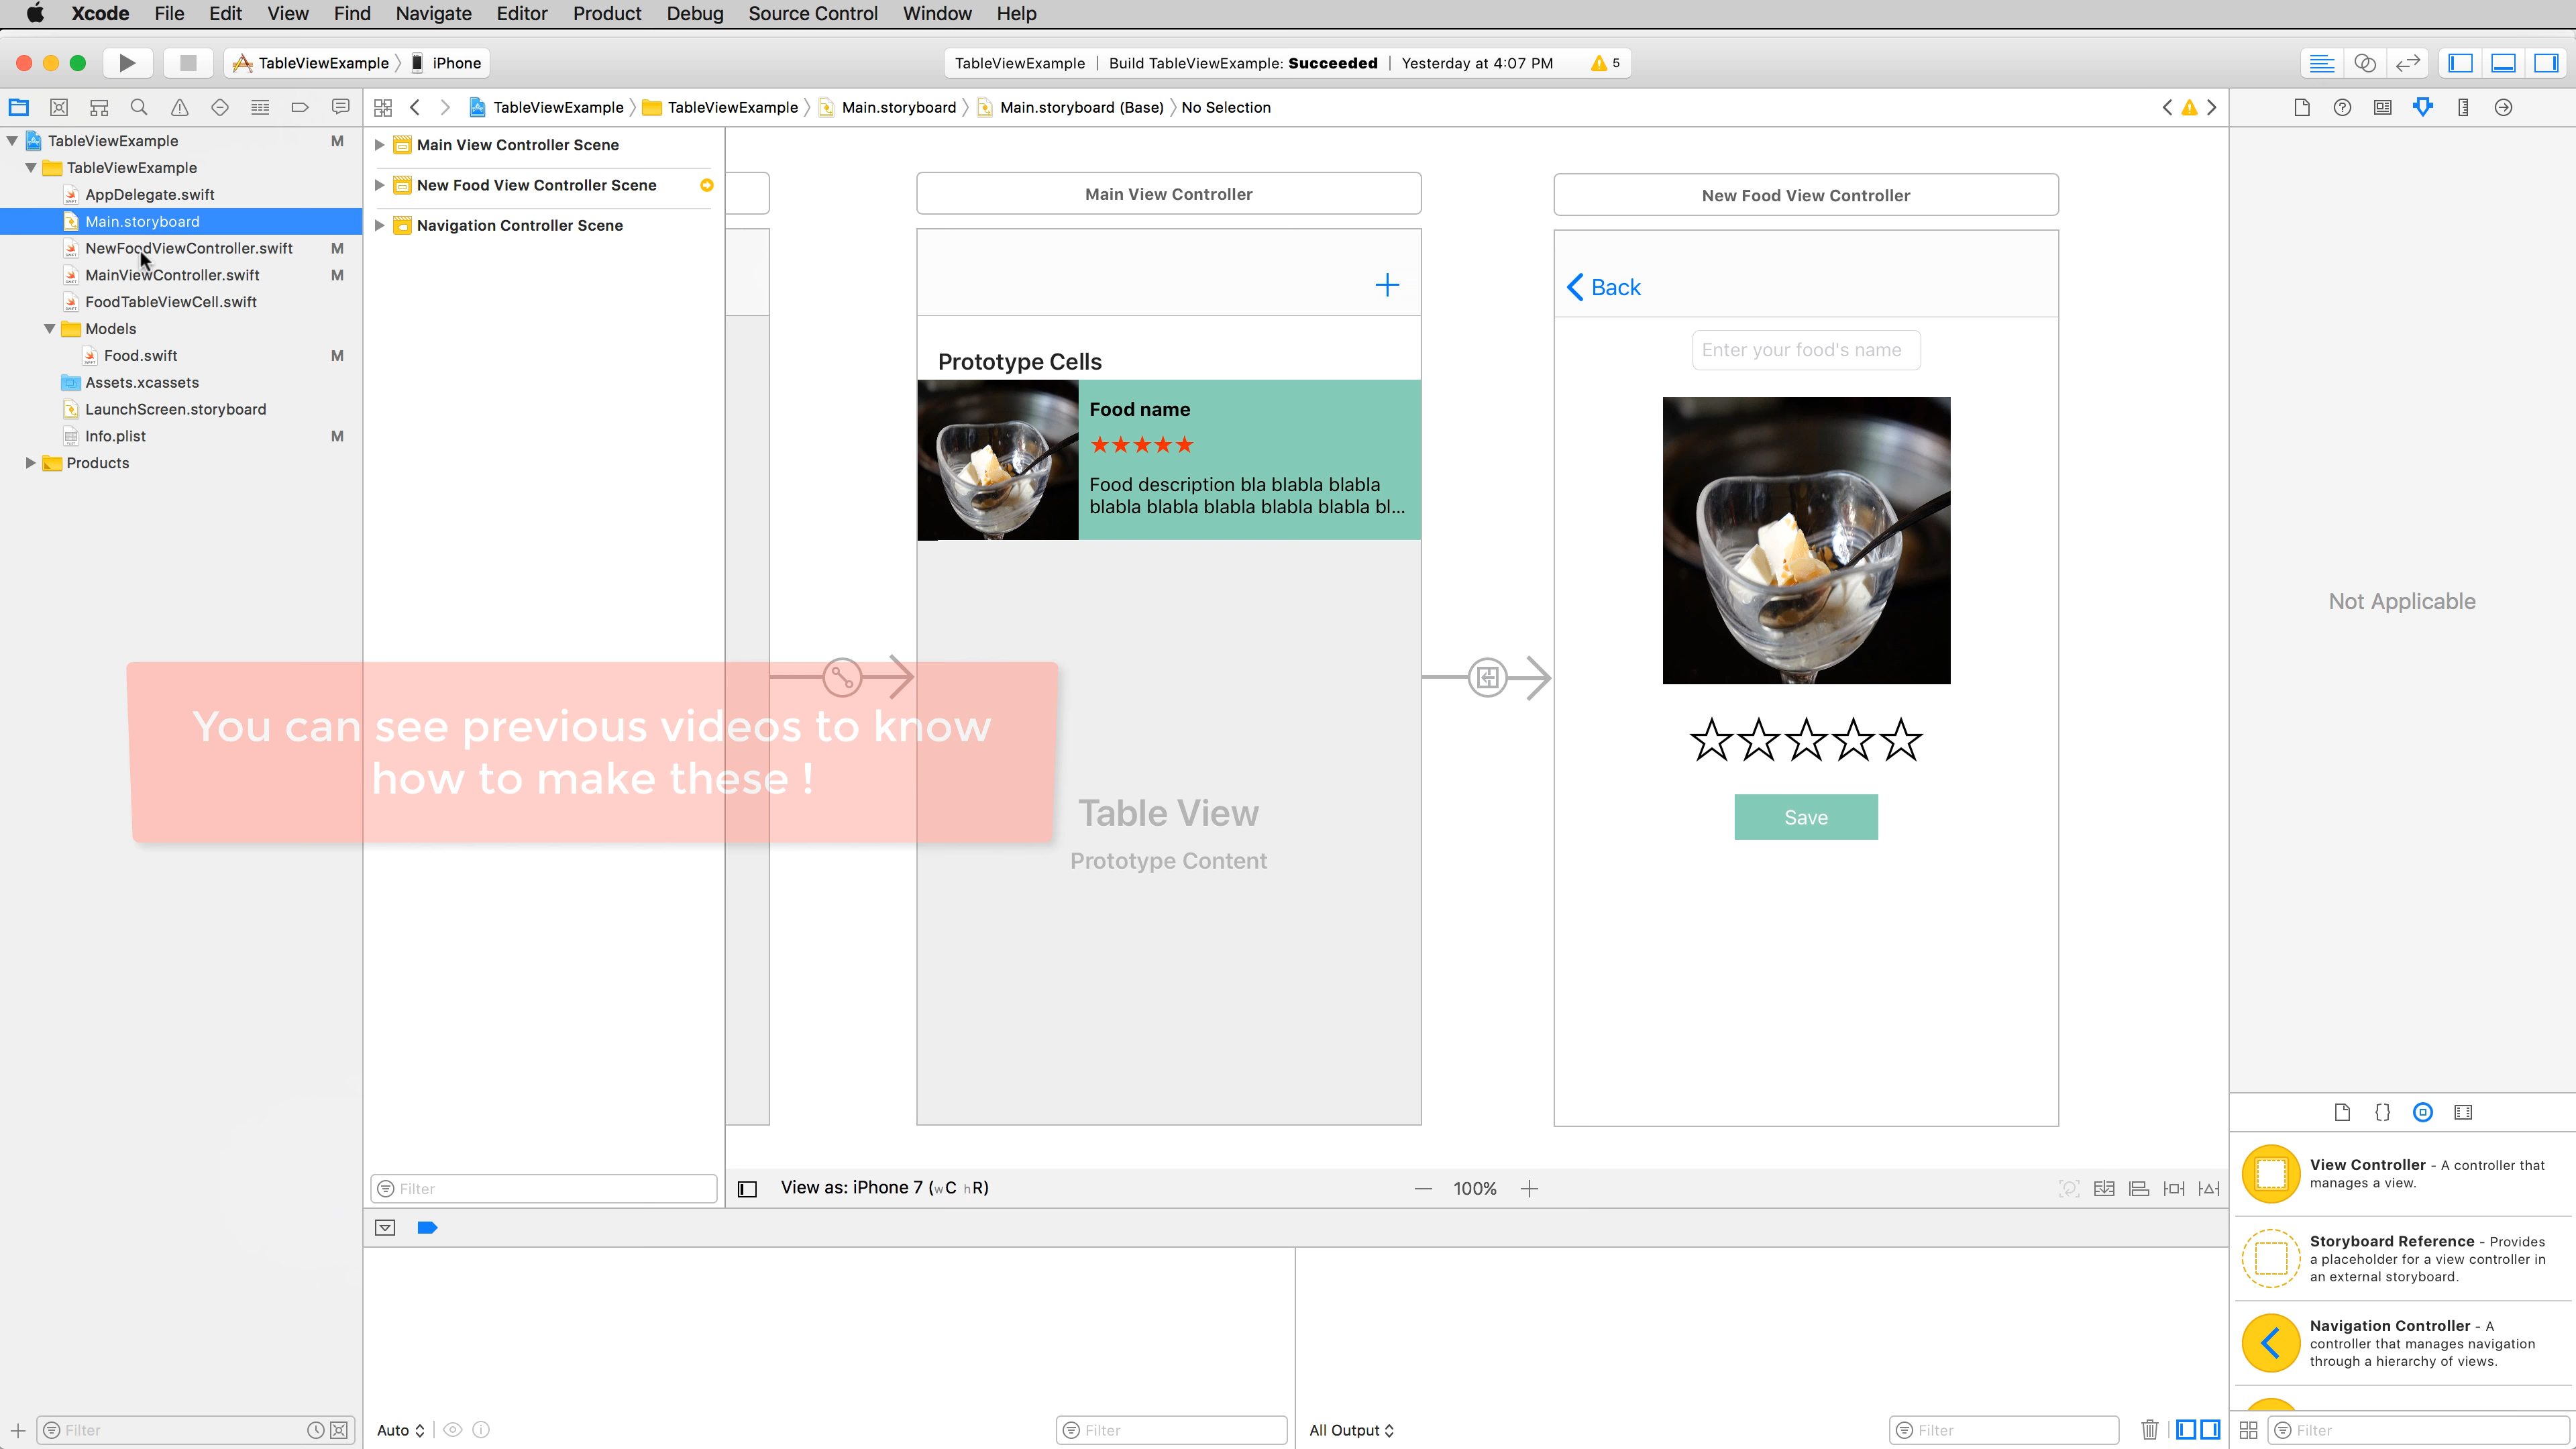 Xcode File Edit View Find Navigate Editor Product Debug Source Control Window Help
TableViewExample iPhone
TableViewExample | Build TableViewExample: Succeeded | Yesterday at 4:07 PM 5
TableViewExample TableViewExample Main.storyboard Main.storyboard (Base) No Selection
TableViewExample M
TableViewExample
AppDelegate.swift
Main.storyboard
NewFoodViewController.swift M
MainViewController.swift M
FoodTableViewCell.swift
Models
Food.swift M
Assets.xcassets
LaunchScreen.storyboard
Info.plist M
Products
Filter
Main View Controller Scene
New Food View Controller Scene
Navigation Controller Scene
Filter
Main View Controller
Prototype Cells
Food name
★★★★★
Food description bla blabla blabla
blabla blabla blabla blabla blabla bl...
Table View
Prototype Content
New Food View Controller
Back
Enter your food's name
Save
You can see previous videos to know
how to make these !
View as: iPhone 7 (wC hR)
100%
Auto
Filter
All Output
Filter
Not Applicable
View Controller - A controller that
manages a view.
Storyboard Reference - Provides
a placeholder for a view controller in
an external storyboard.
Navigation Controller - A
controller that manages navigation
through a hierarchy of views.
Filter